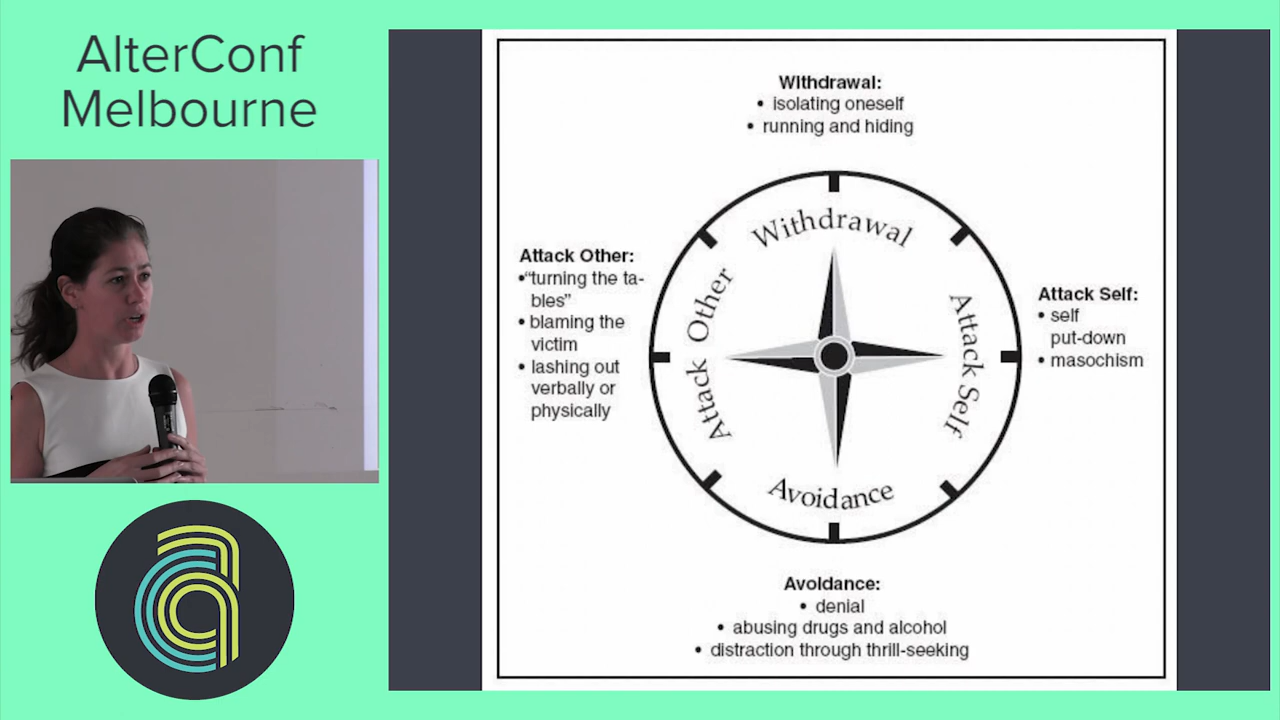 AlterConf
Melbourne
Withdrawal:
• isolating oneself
• running and hiding
Attack Other:
•“turning the ta-
bles”
• blaming the
victim
• lashing out
verbally or
physically
Withdrawal
Attack Other
Attack Self
Avoidance
Attack Self:
• self
put-down
• masochism
Avoidance:
• denial
• abusing drugs and alcohol
• distraction through thrill-seeking